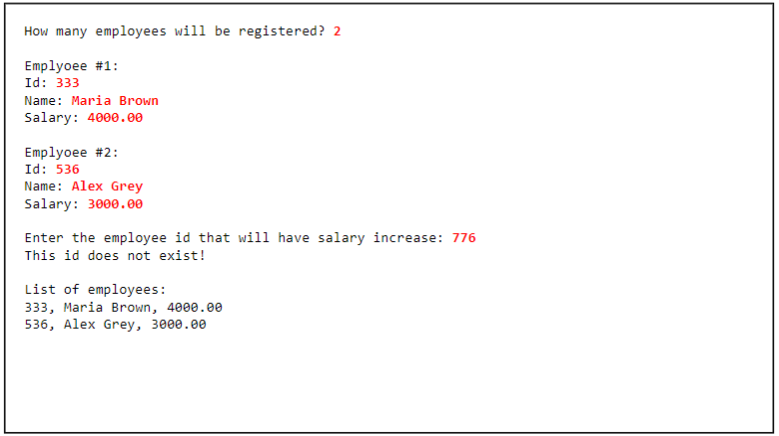 How many employees will be registered? 2
Emplyoee #1:
Id: 333
Name: Maria Brown
Salary: 4000.00
Emplyoee #2:
Id: 536
Name: Alex Grey
Salary: 3000.00
Enter the employee id that will have salary increase: 776
This id does not exist!
List of employees:
333, Maria Brown, 4000.00
536, Alex Grey, 3000.00